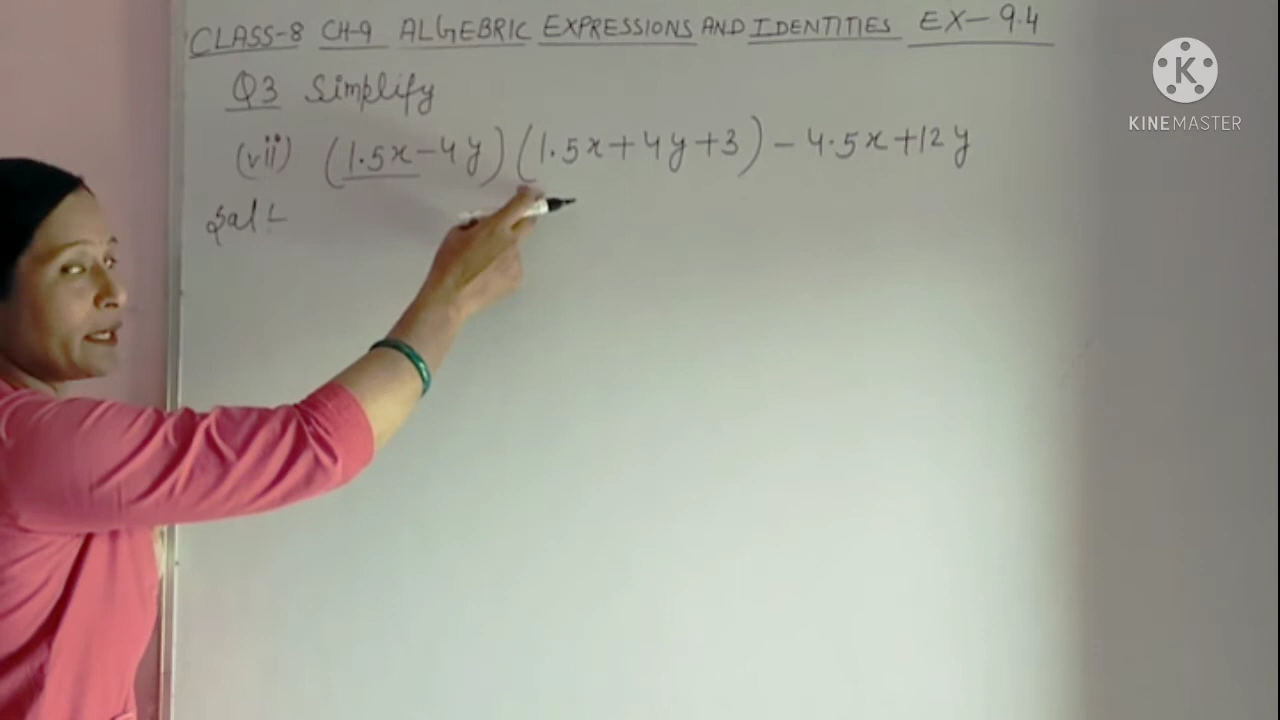 CLASS-8 CH-9 ALGEBRIC EXPRESSIONS AND IDENTITIES EX-9.4
Q3 Simplify
(vii) (1.5x-4y)(1.5x+4y+3)-4.5x+12y
Sol:-
K
KINEMASTER